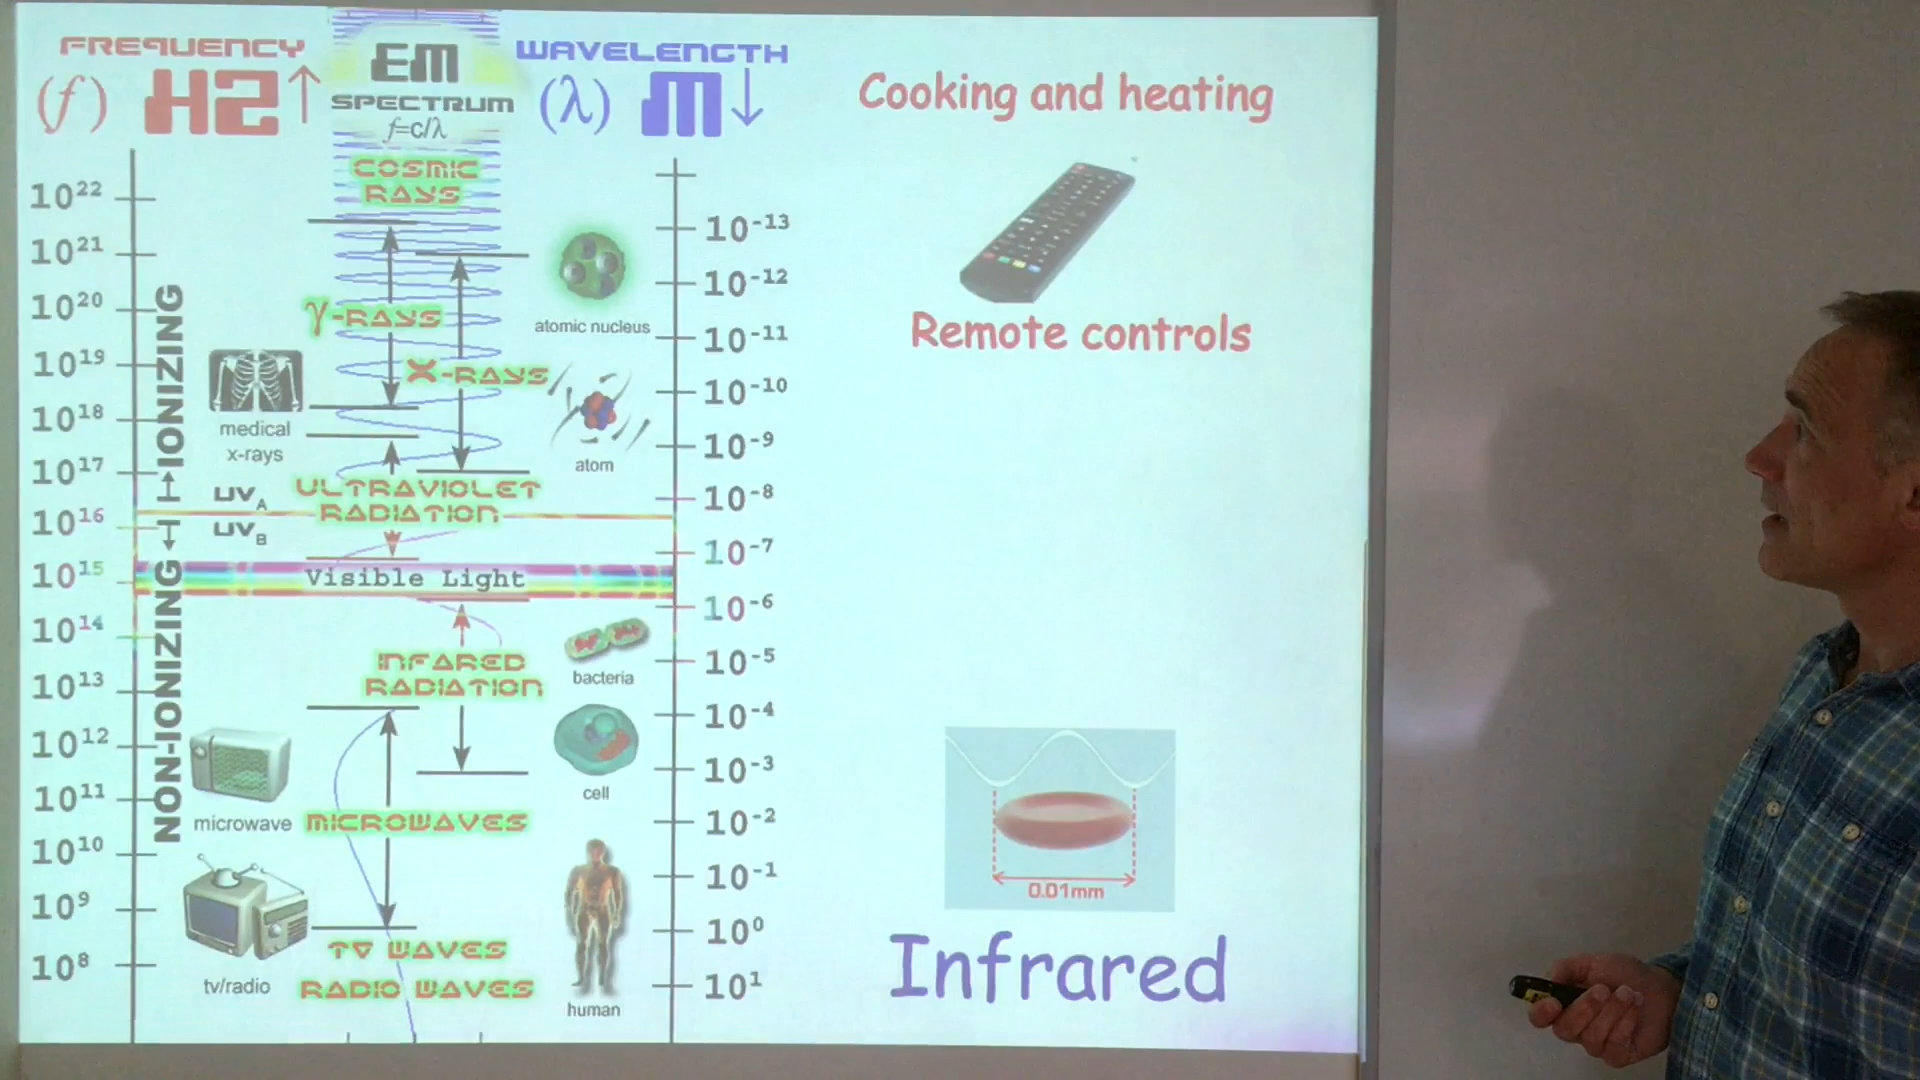 FREQUENCY
(f) HZ ↑
EM
SPECTRUM
f=c/λ
WAVELENGTH
(λ) M ↓
Cooking and heating
COSMIC
RAYS
10²²
10²¹
10²⁰
10¹⁹
10¹⁸
10¹⁷
10¹⁶
10¹⁵
10¹⁴
10¹³
10¹²
10¹¹
10¹⁰
10⁹
10⁸
IONIZING
NON-IONIZING
γ-RAYS
X-RAYS
medical
x-rays
UV A
UV B
ULTRAVIOLET
RADIATION
Visible Light
INFARED
RADIATION
microwave
MICROWAVES
tv/radio
TV WAVES
RADIO WAVES
atomic nucleus
atom
bacteria
cell
human
10⁻¹³
10⁻¹²
10⁻¹¹
10⁻¹⁰
10⁻⁹
10⁻⁸
10⁻⁷
10⁻⁶
10⁻⁵
10⁻⁴
10⁻³
10⁻²
10⁻¹
10⁰
10¹
Remote controls
0.01mm
Infrared